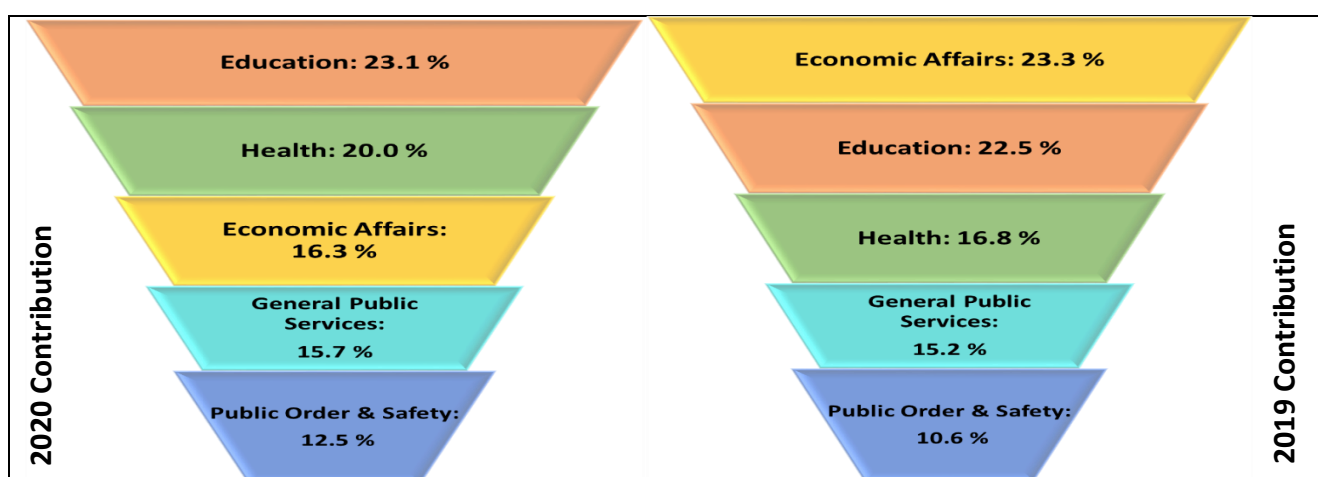 2020 Contribution
Education: 23.1 %
Health: 20.0 %
Economic Affairs:
16.3 %
General Public
Services:
15.7 %
Public Order & Safety:
12.5 %
Economic Affairs: 23.3 %
Education: 22.5 %
Health: 16.8 %
General Public
Services:
15.2 %
Public Order & Safety:
10.6 %
2019 Contribution